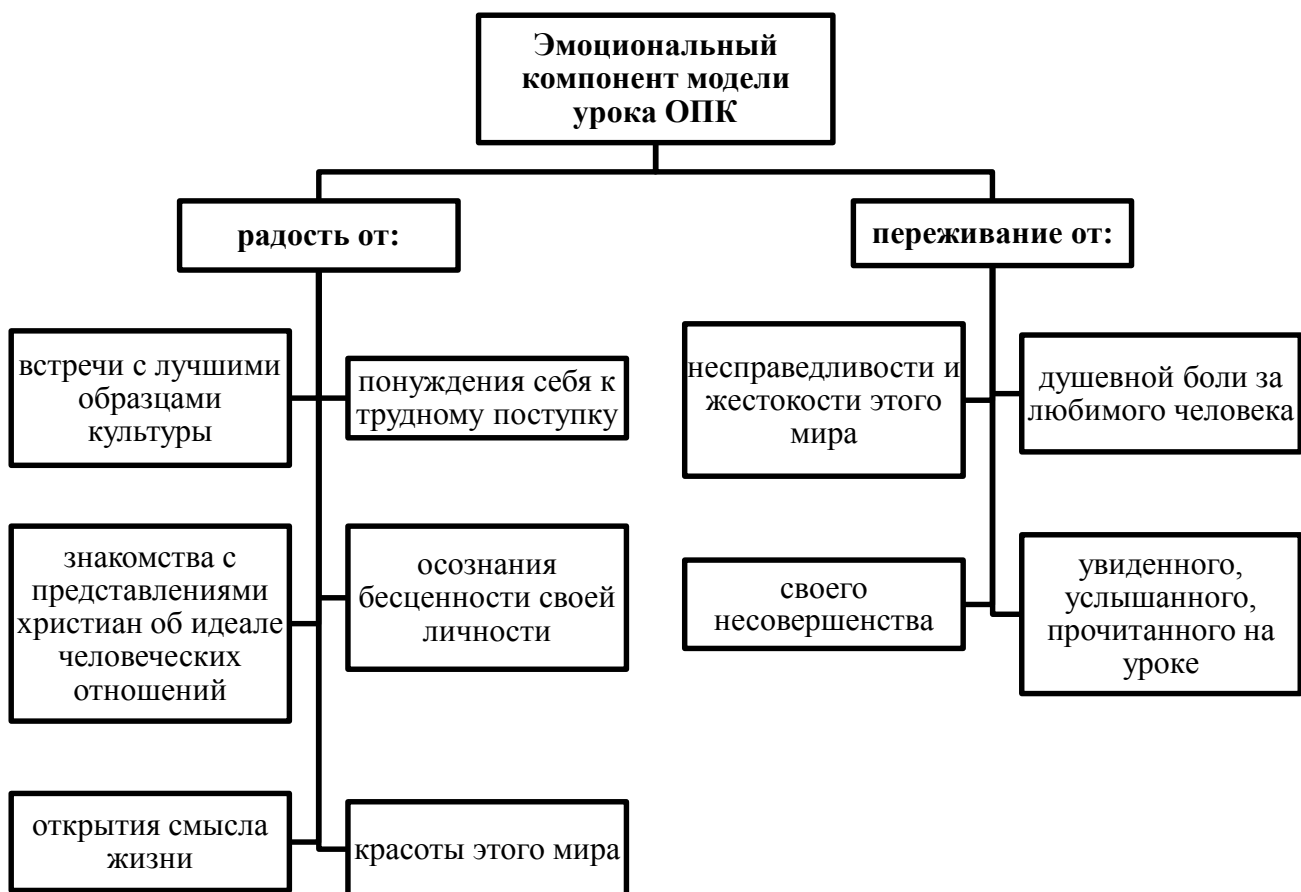 Эмоциональный
компонент модели
урока ОПК
радость от:
встречи с лучшими
образцами
культуры
понуждения себя к
трудному поступку
знакомства с
представлениями
христиан об идеале
человеческих
отношений
осознания
бесценности своей
личности
открытия смысла
жизни
красоты этого мира
переживание от:
несправедливости и
жестокости этого
мира
душевной боли за
любимого человека
своего
несовершенства
увиденного,
услышанного,
прочитанного на
уроке